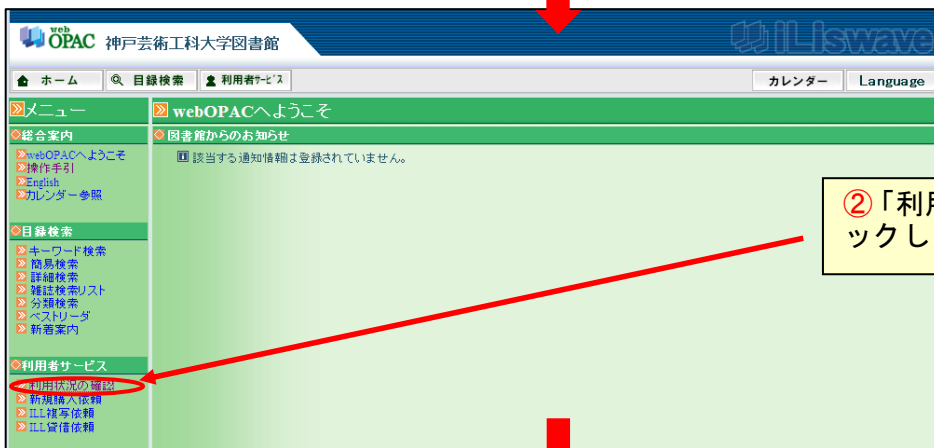 web
OPAC 神戸芸術工科大学図書館
iLiswave
ホーム 目録検索 利用者ｻｰﾋﾞｽ カレンダー Language
メニュー
webOPACへようこそ
総合案内
図書館からのお知らせ
webOPACへようこそ
操作手引
English
カレンダー参照
該当する通知情報は登録されていません。
②「利用
ックし
目録検索
キーワード検索
簡易検索
詳細検索
雑誌検索リスト
分類検索
ベストリーダ
新着案内
利用者サービス
利用状況の確認
新規購入依頼
ILL複写依頼
ILL貸借依頼